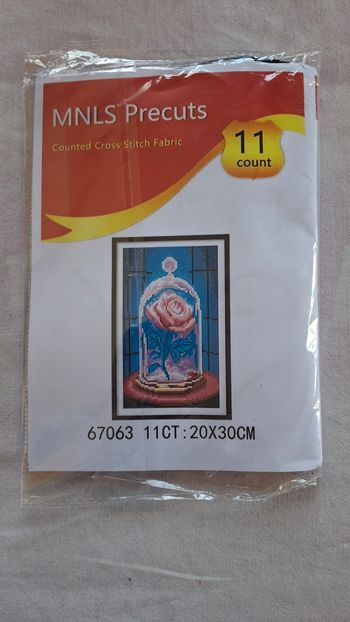 MNLS Precuts
Counted Cross Stitch Fabric
11
count
67063 11CT:20X30CM